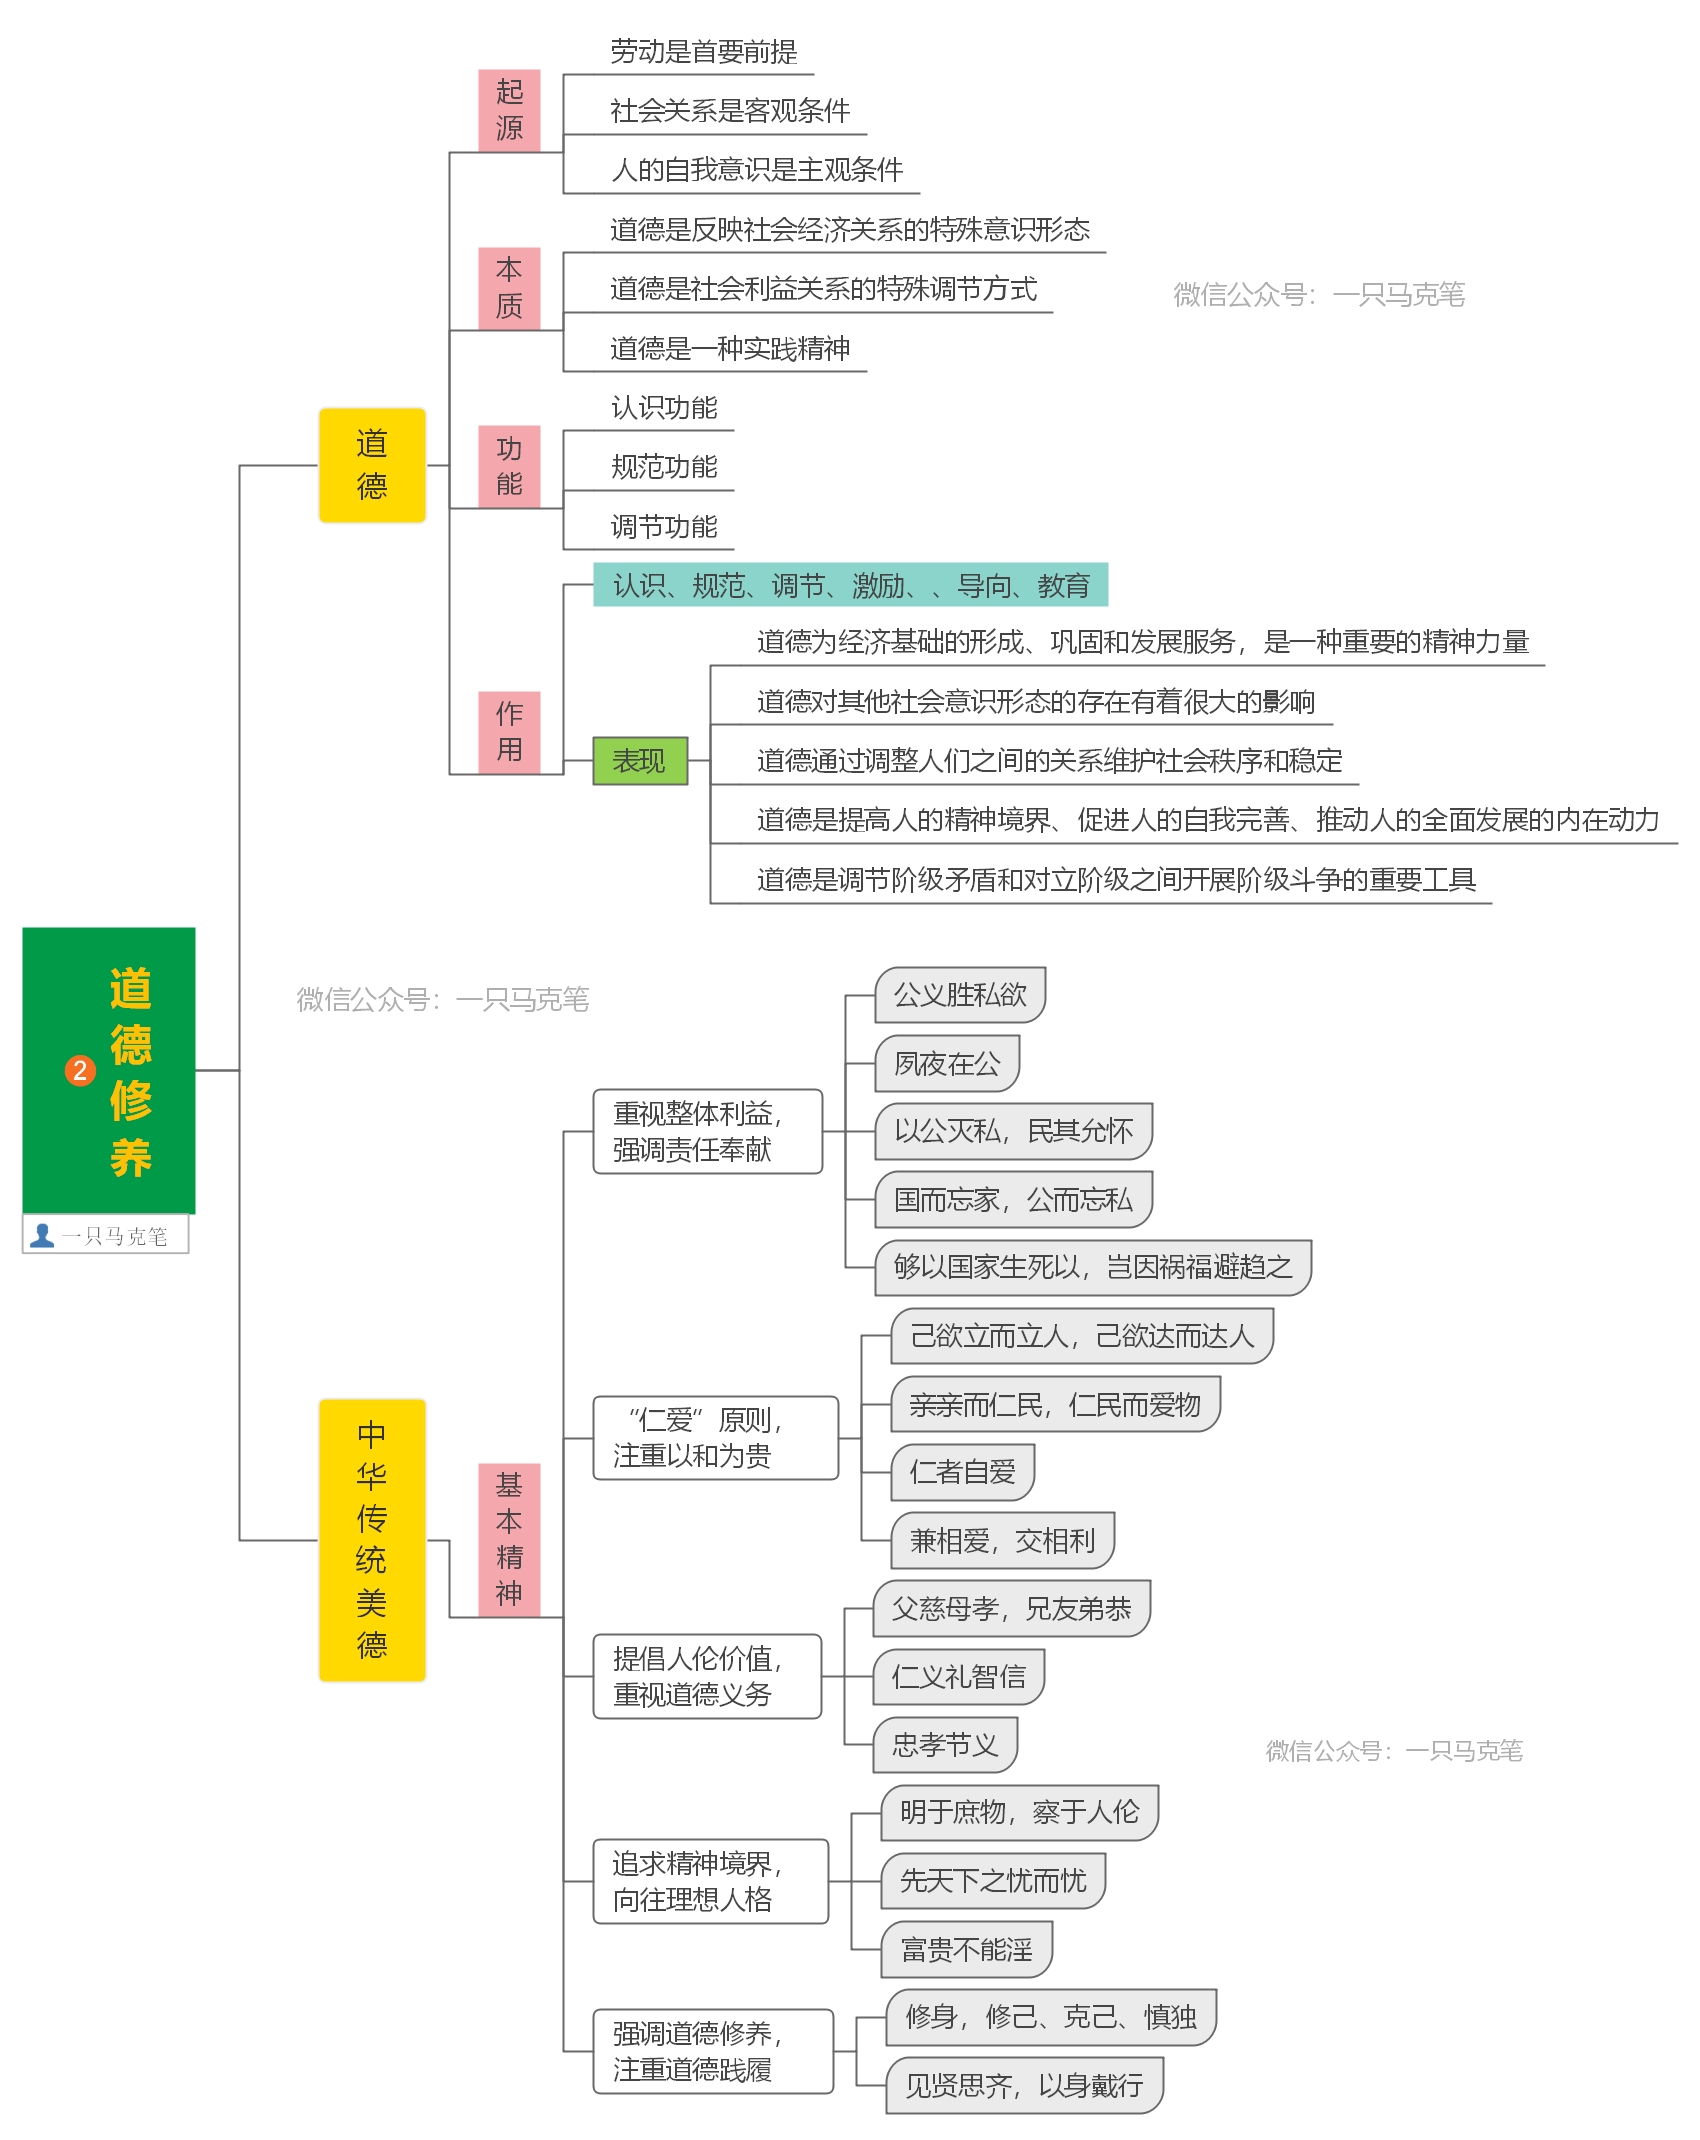 道德修养
2
一只马克笔
道德
起源
劳动是首要前提
社会关系是客观条件
人的自我意识是主观条件
本质
道德是反映社会经济关系的特殊意识形态
道德是社会利益关系的特殊调节方式
道德是一种实践精神
微信公众号：一只马克笔
功能
认识功能
规范功能
调节功能
作用
认识、规范、调节、激励、、导向、教育
表现
道德为经济基础的形成、巩固和发展服务，是一种重要的精神力量
道德对其他社会意识形态的存在有着很大的影响
道德通过调整人们之间的关系维护社会秩序和稳定
道德是提高人的精神境界、促进人的自我完善、推动人的全面发展的内在动力
道德是调节阶级矛盾和对立阶级之间开展阶级斗争的重要工具
微信公众号：一只马克笔
中华传统美德
基本精神
重视整体利益，
强调责任奉献
公义胜私欲
夙夜在公
以公灭私，民其允怀
国而忘家，公而忘私
够以国家生死以，岂因祸福避趋之
“仁爱”原则，
注重以和为贵
己欲立而立人，己欲达而达人
亲亲而仁民，仁民而爱物
仁者自爱
兼相爱，交相利
提倡人伦价值，
重视道德义务
父慈母孝，兄友弟恭
仁义礼智信
忠孝节义
微信公众号：一只马克笔
追求精神境界，
向往理想人格
明于庶物，察于人伦
先天下之忧而忧
富贵不能淫
强调道德修养，
注重道德践履
修身，修己、克己、慎独
见贤思齐，以身戴行